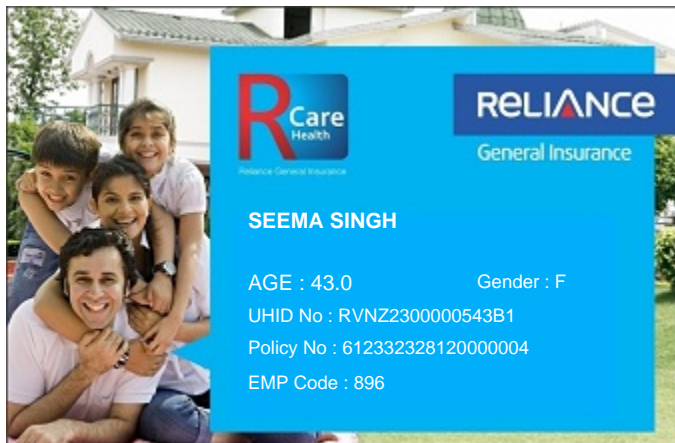 R Care
Health
Reliance General Insurance
RELIANCE
General Insurance
SEEMA SINGH
AGE : 43.0 Gender : F
UHID No : RVNZ2300000543B1
Policy No : 612332328120000004
EMP Code : 896